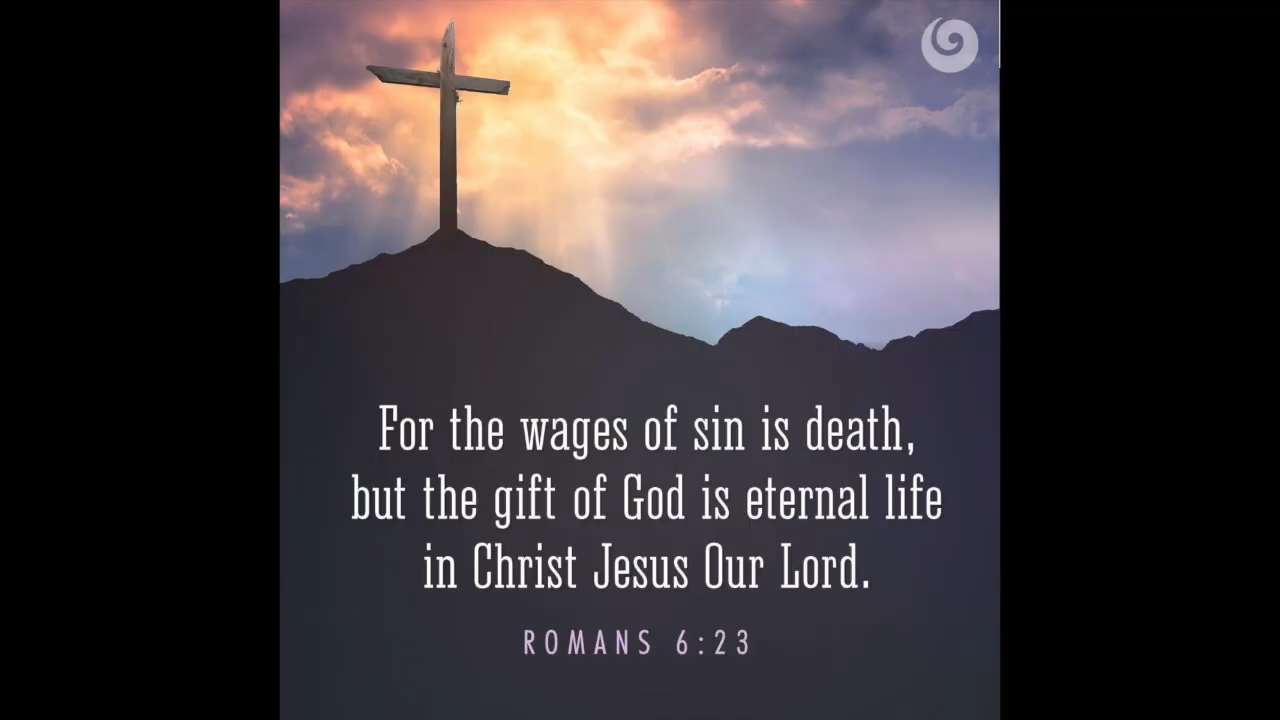 For the wages of sin is death,
but the gift of God is eternal life
in Christ Jesus Our Lord.
ROMANS 6:23